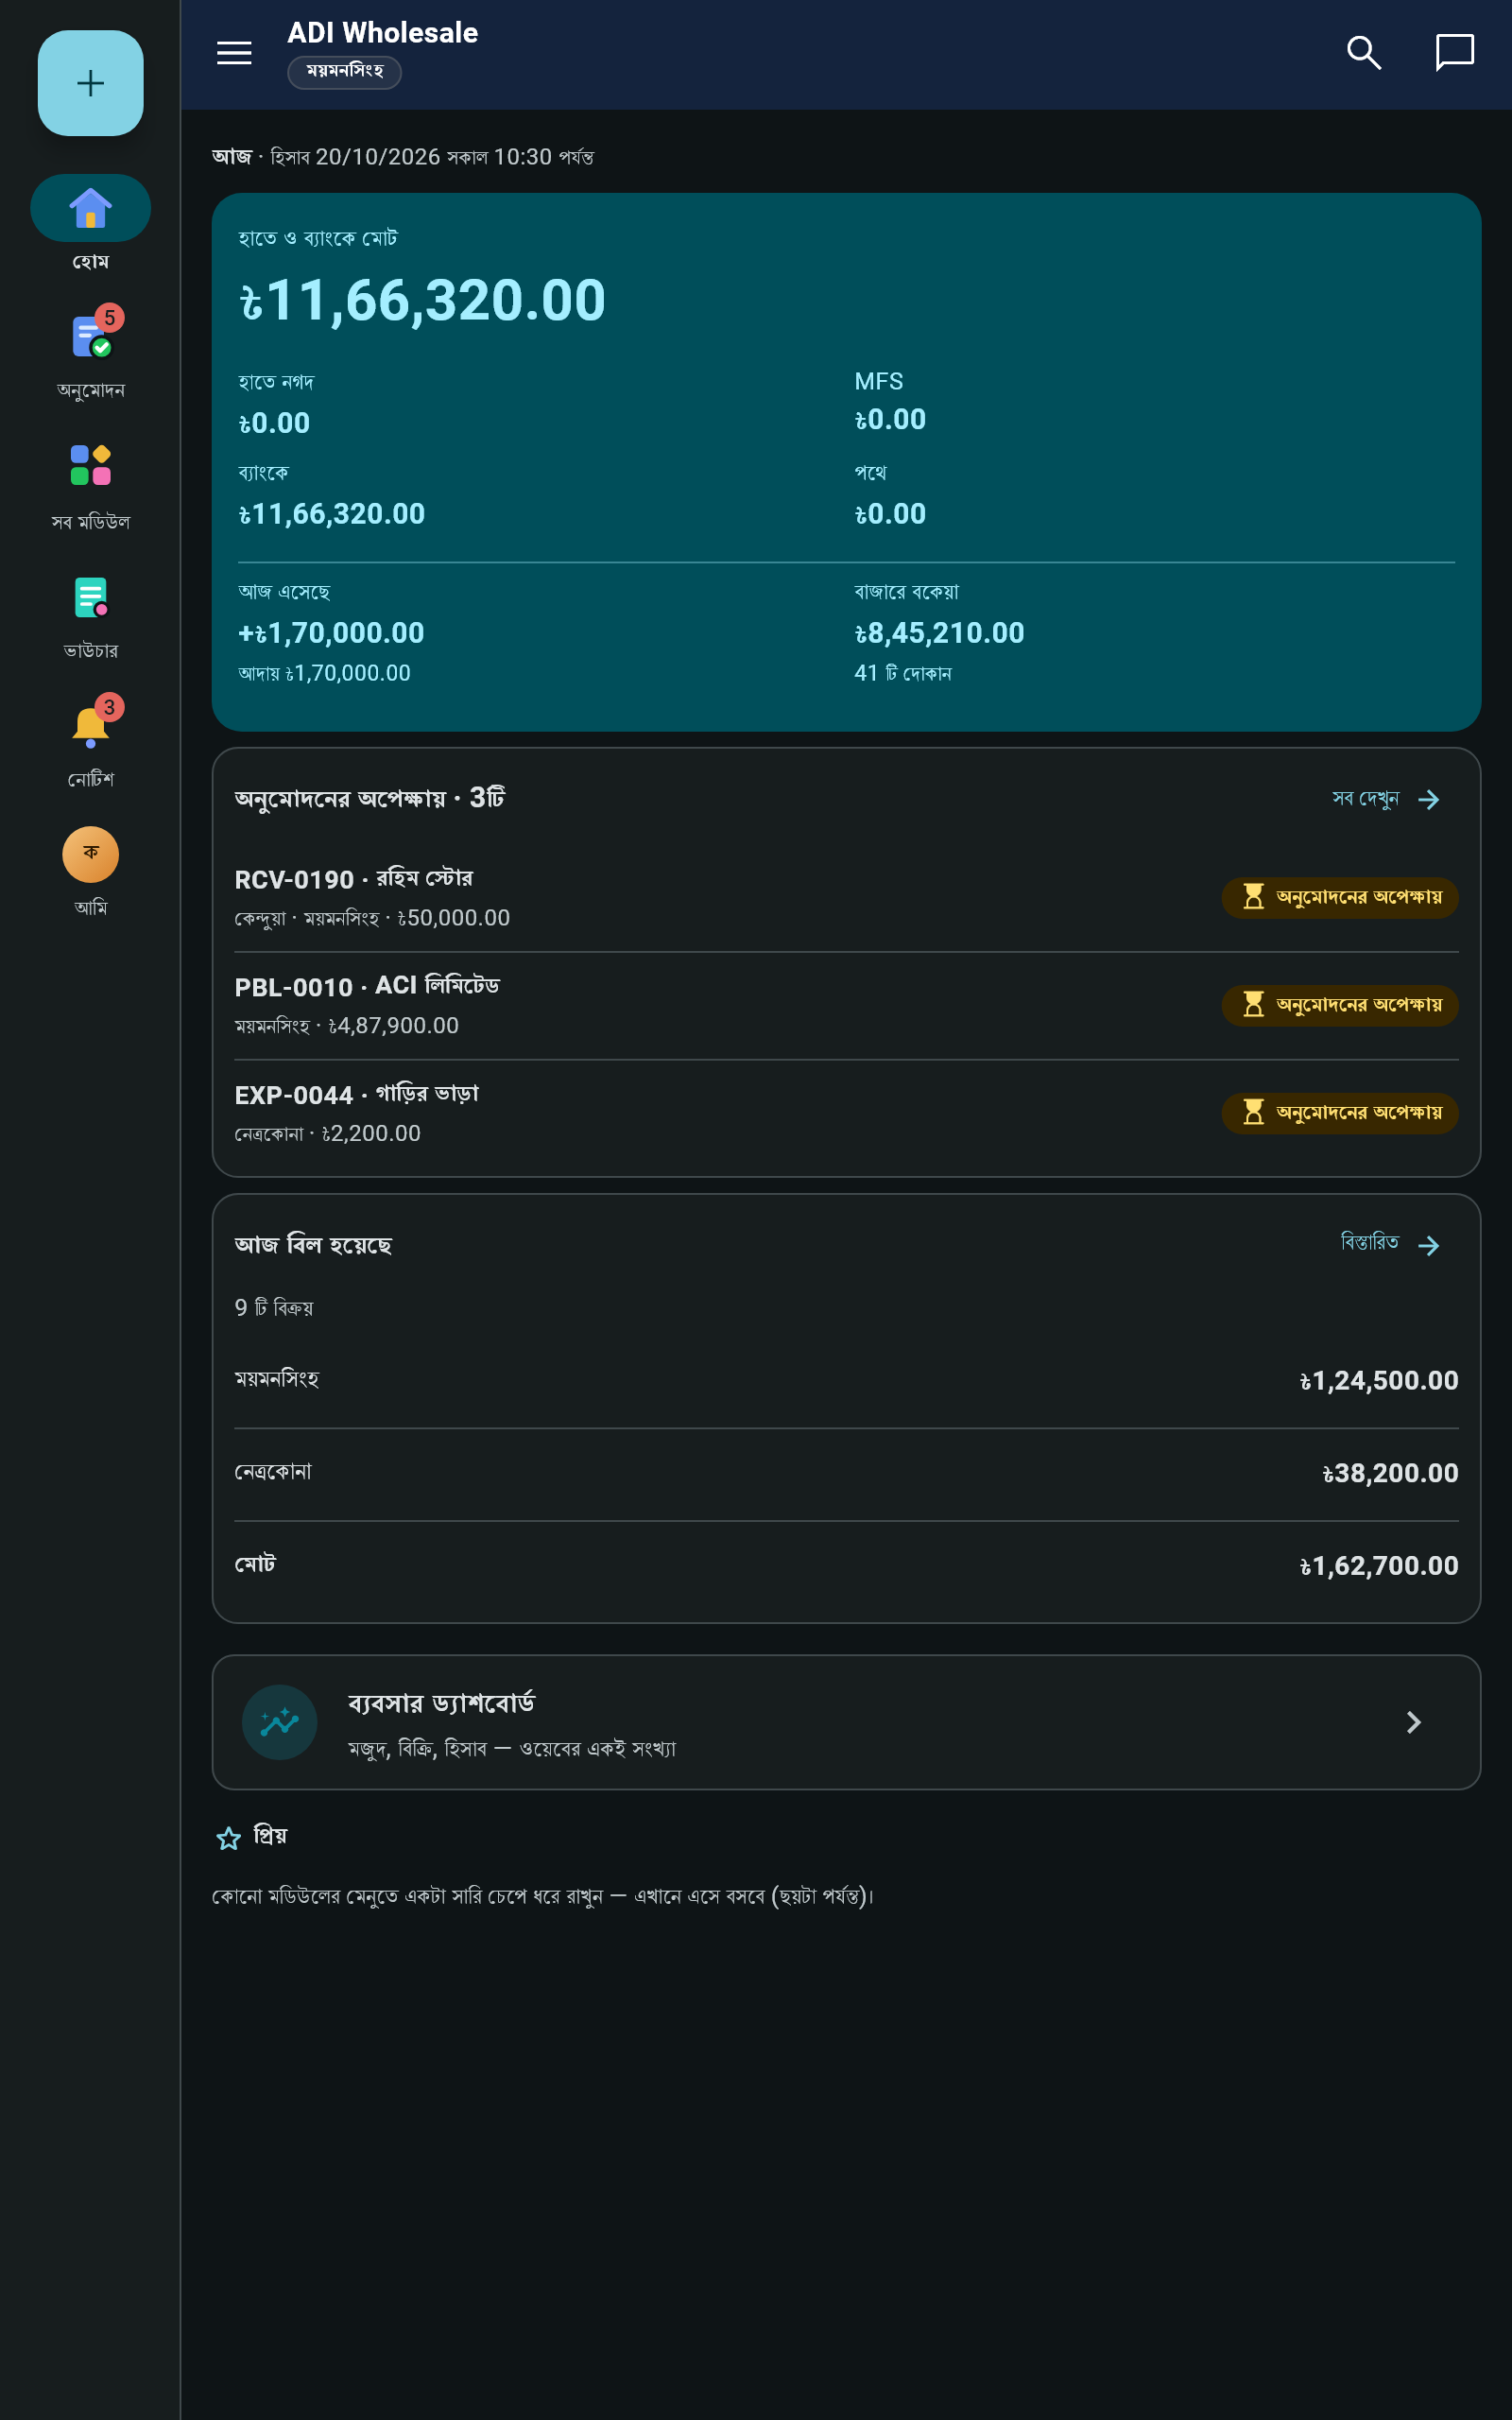 ADI Wholesale
ময়মনসিংহ
হোম
5
অনুমোদন
সব মডিউল
ভাউচার
3
নোটিশ
ক
আমি
আজ · হিসাব 20/10/2026 সকাল 10:30 পর্যন্ত
হাতে ও ব্যাংকে মোট
৳11,66,320.00
হাতে নগদ
৳0.00
MFS
৳0.00
ব্যাংকে
৳11,66,320.00
পথে
৳0.00
আজ এসেছে
+৳1,70,000.00
আদায় ৳1,70,000.00
বাজারে বকেয়া
৳8,45,210.00
41 টি দোকান
অনুমোদনের অপেক্ষায় · 3টি
সব দেখুন
RCV-0190 · রহিম স্টোর
কেন্দুয়া · ময়মনসিংহ · ৳50,000.00
অনুমোদনের অপেক্ষায়
PBL-0010 · ACI লিমিটেড
ময়মনসিংহ · ৳4,87,900.00
অনুমোদনের অপেক্ষায়
EXP-0044 · গাড়ির ভাড়া
নেত্রকোনা · ৳2,200.00
অনুমোদনের অপেক্ষায়
আজ বিল হয়েছে
বিস্তারিত
9 টি বিক্রয়
ময়মনসিংহ ৳1,24,500.00
নেত্রকোনা ৳38,200.00
মোট ৳1,62,700.00
ব্যবসার ড্যাশবোর্ড
মজুদ, বিক্রি, হিসাব — ওয়েবের একই সংখ্যা
প্রিয়
কোনো মডিউলের মেনুতে একটা সারি চেপে ধরে রাখুন — এখানে এসে বসবে (ছয়টা পর্যন্ত)।